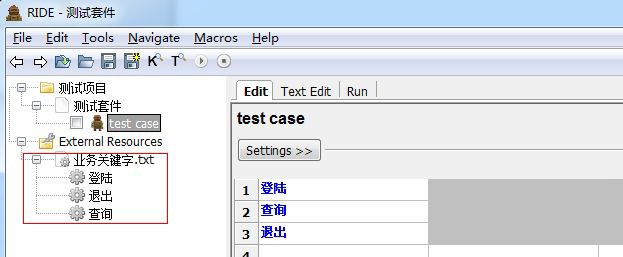 RIDE - 测试套件
File Edit Tools Navigate Macros Help
K T
测试项目
测试套件
test case
External Resources
业务关键字.txt
登陆
退出
查询
Edit Text Edit Run
test case
Settings >>
1 登陆
2 查询
3 退出